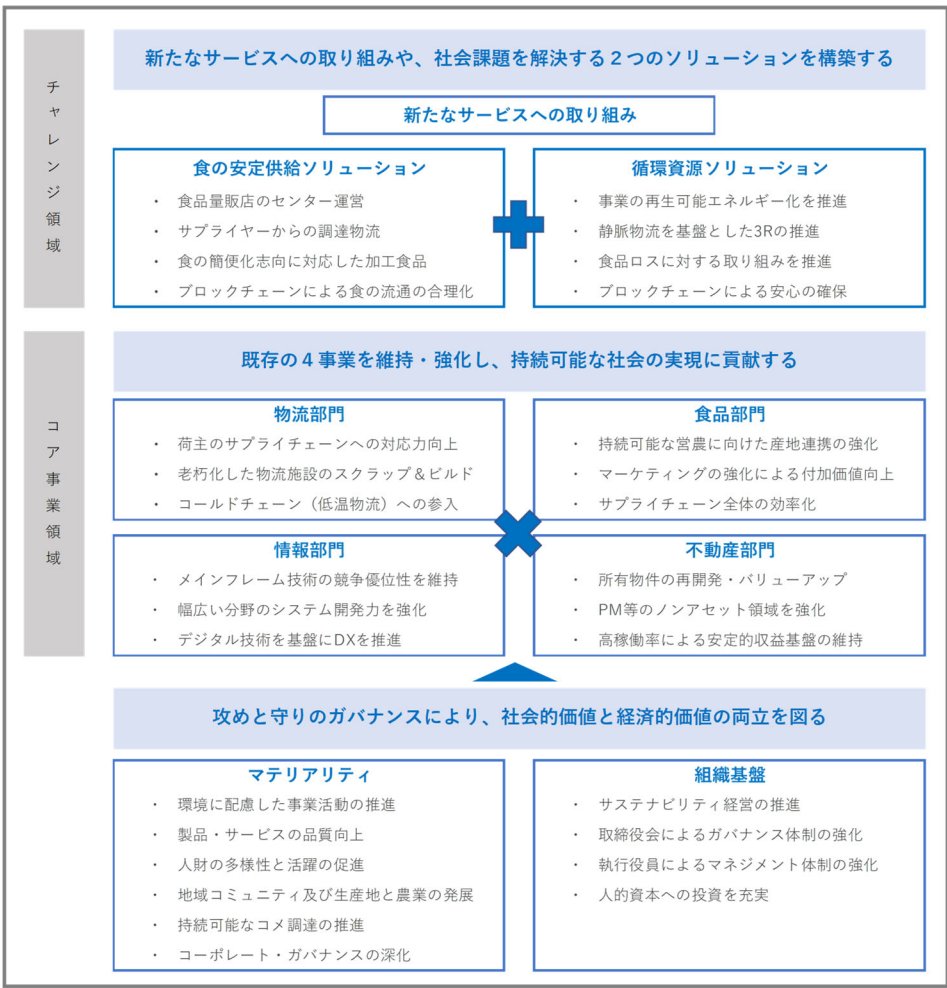 チャレンジ領域
新たなサービスへの取り組みや、社会課題を解決する２つのソリューションを構築する
新たなサービスへの取り組み
食の安定供給ソリューション
・ 食品量販店のセンター運営
・ サプライヤーからの調達物流
・ 食の簡便化志向に対応した加工食品
・ ブロックチェーンによる食の流通の合理化
循環資源ソリューション
・ 事業の再生可能エネルギー化を推進
・ 静脈物流を基盤とした3Rの推進
・ 食品ロスに対する取り組みを推進
・ ブロックチェーンによる安心の確保
コア事業領域
既存の４事業を維持・強化し、持続可能な社会の実現に貢献する
物流部門
・ 荷主のサプライチェーンへの対応力向上
・ 老朽化した物流施設のスクラップ＆ビルド
・ コールドチェーン（低温物流）への参入
食品部門
・ 持続可能な営農に向けた産地連携の強化
・ マーケティングの強化による付加価値向上
・ サプライチェーン全体の効率化
情報部門
・ メインフレーム技術の競争優位性を維持
・ 幅広い分野のシステム開発力を強化
・ デジタル技術を基盤にDXを推進
不動産部門
・ 所有物件の再開発・バリューアップ
・ PM等のノンアセット領域を強化
・ 高稼働率による安定的収益基盤の維持
攻めと守りのガバナンスにより、社会的価値と経済的価値の両立を図る
マテリアリティ
・ 環境に配慮した事業活動の推進
・ 製品・サービスの品質向上
・ 人財の多様性と活躍の促進
・ 地域コミュニティ及び生産地と農業の発展
・ 持続可能なコメ調達の推進
・ コーポレート・ガバナンスの深化
組織基盤
・ サステナビリティ経営の推進
・ 取締役会によるガバナンス体制の強化
・ 執行役員によるマネジメント体制の強化
・ 人的資本への投資を充実